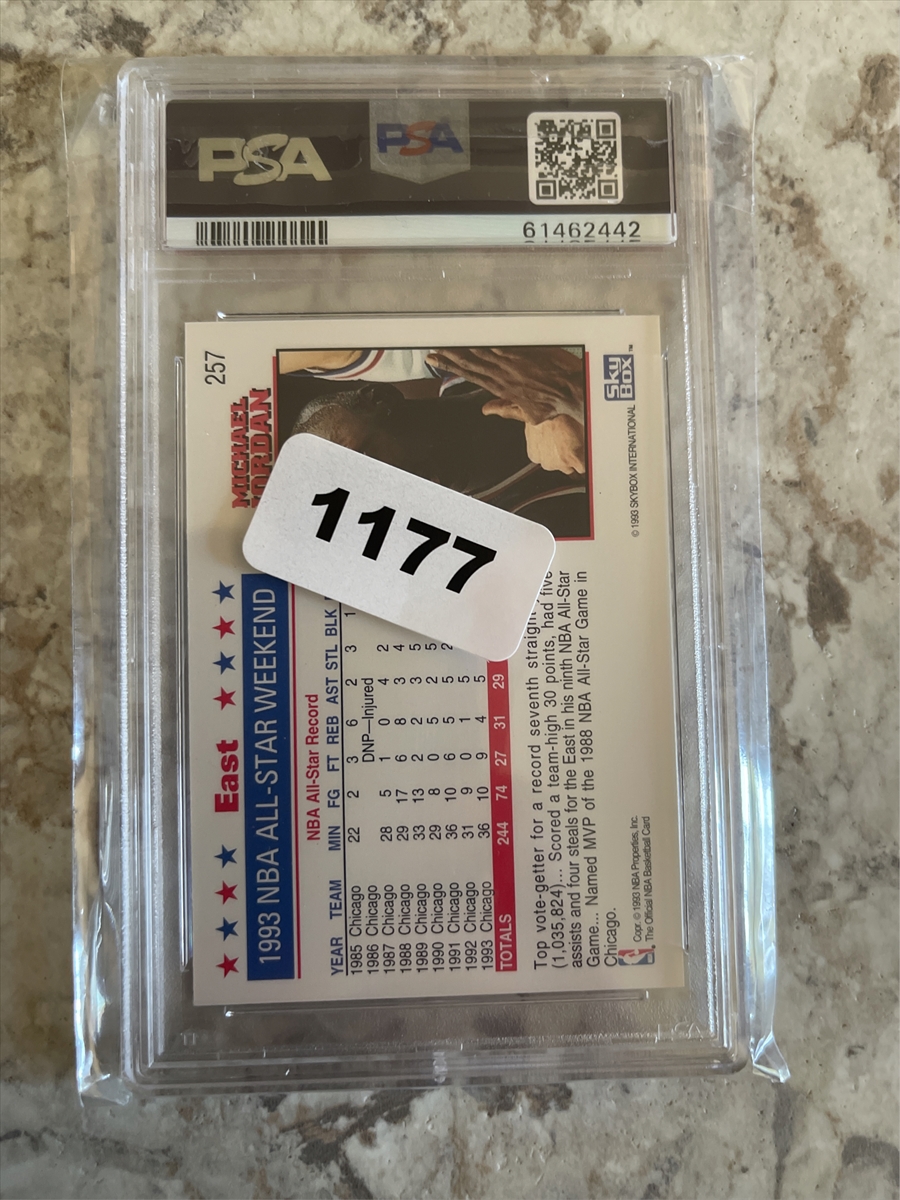 PSA
PSA
61462442
257
MICHAEL
JORDAN
SkyBox™
© 1993 SKYBOX INTERNATIONAL
1177
East
1993 NBA ALL-STAR WEEKEND
NBA All-Star Record
YEAR TEAM MIN FG FT REB AST STL BLK
1985 Chicago 22 2 3 6 2 3 1
1986 Chicago DNP—Injured
1987 Chicago 28 5 1 0 4 2
1988 Chicago 29 17 6 8 3 4
1989 Chicago 33 13 2 2 3 5
1990 Chicago 29 8 0 5 2 5
1991 Chicago 36 10 6 5 5 2
1992 Chicago 31 9 0 1 5
1993 Chicago 36 10 9 4 5
TOTALS 244 74 27 31 29
Top vote-getter for a record seventh straight
(1,035,824)... Scored a team-high 30 points, had five
assists and four steals for the East in his ninth NBA All-Star
Game... Named MVP of the 1988 NBA All-Star Game in
Chicago.
Copr. © 1993 NBA Properties, Inc.
The Official NBA Basketball Card